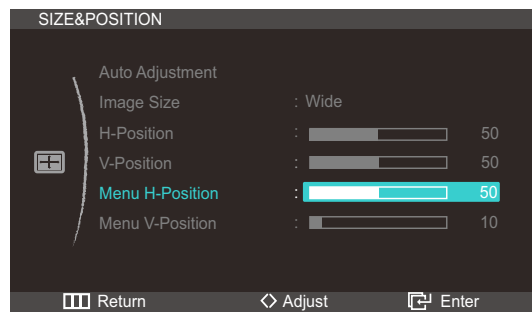 SIZE&POSITION
Auto Adjustment
Image Size : Wide
H-Position : 50
V-Position : 50
Menu H-Position : 50
Menu V-Position : 10
Return Adjust Enter